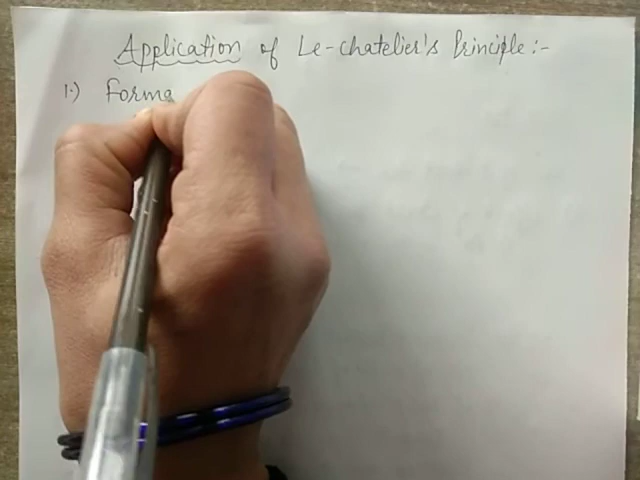 Application of Le-chatelier's Principle:-
1.) Forma